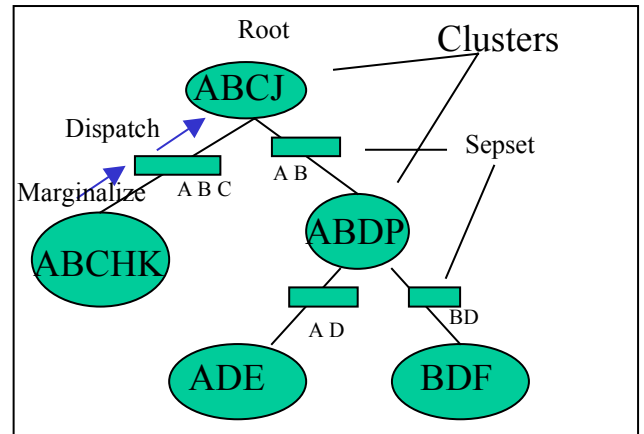 Root
Clusters
ABCJ
Dispatch
Sepset
A B C
A B
Marginalize
ABDP
ABCHK
A D
BD
ADE
BDF